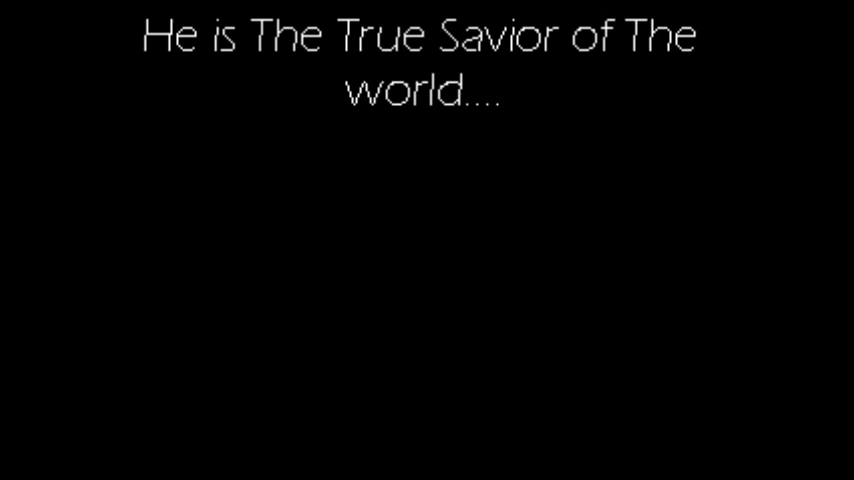 He is The True Savior of The
world....